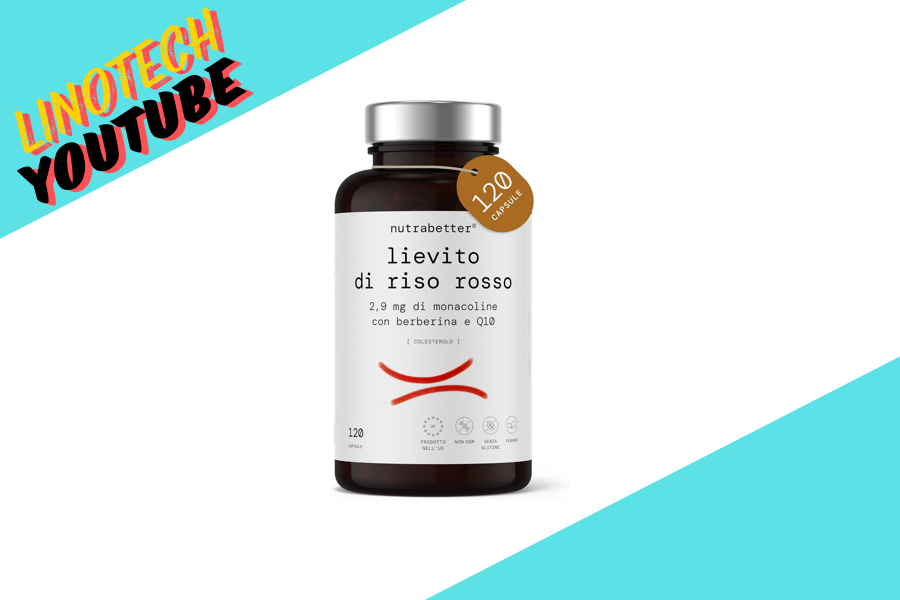 LINOTECH
YOUTUBE
120
CAPSULE
nutrabetter®
lievito
di riso rosso
2,9 mg di monacoline
con berberina e Q10
[ COLESTEROLO ]
120
CAPSULE
UE
PRODOTTO
NELL'UE
NON OGM
SENZA
GLUTINE
VEGANO